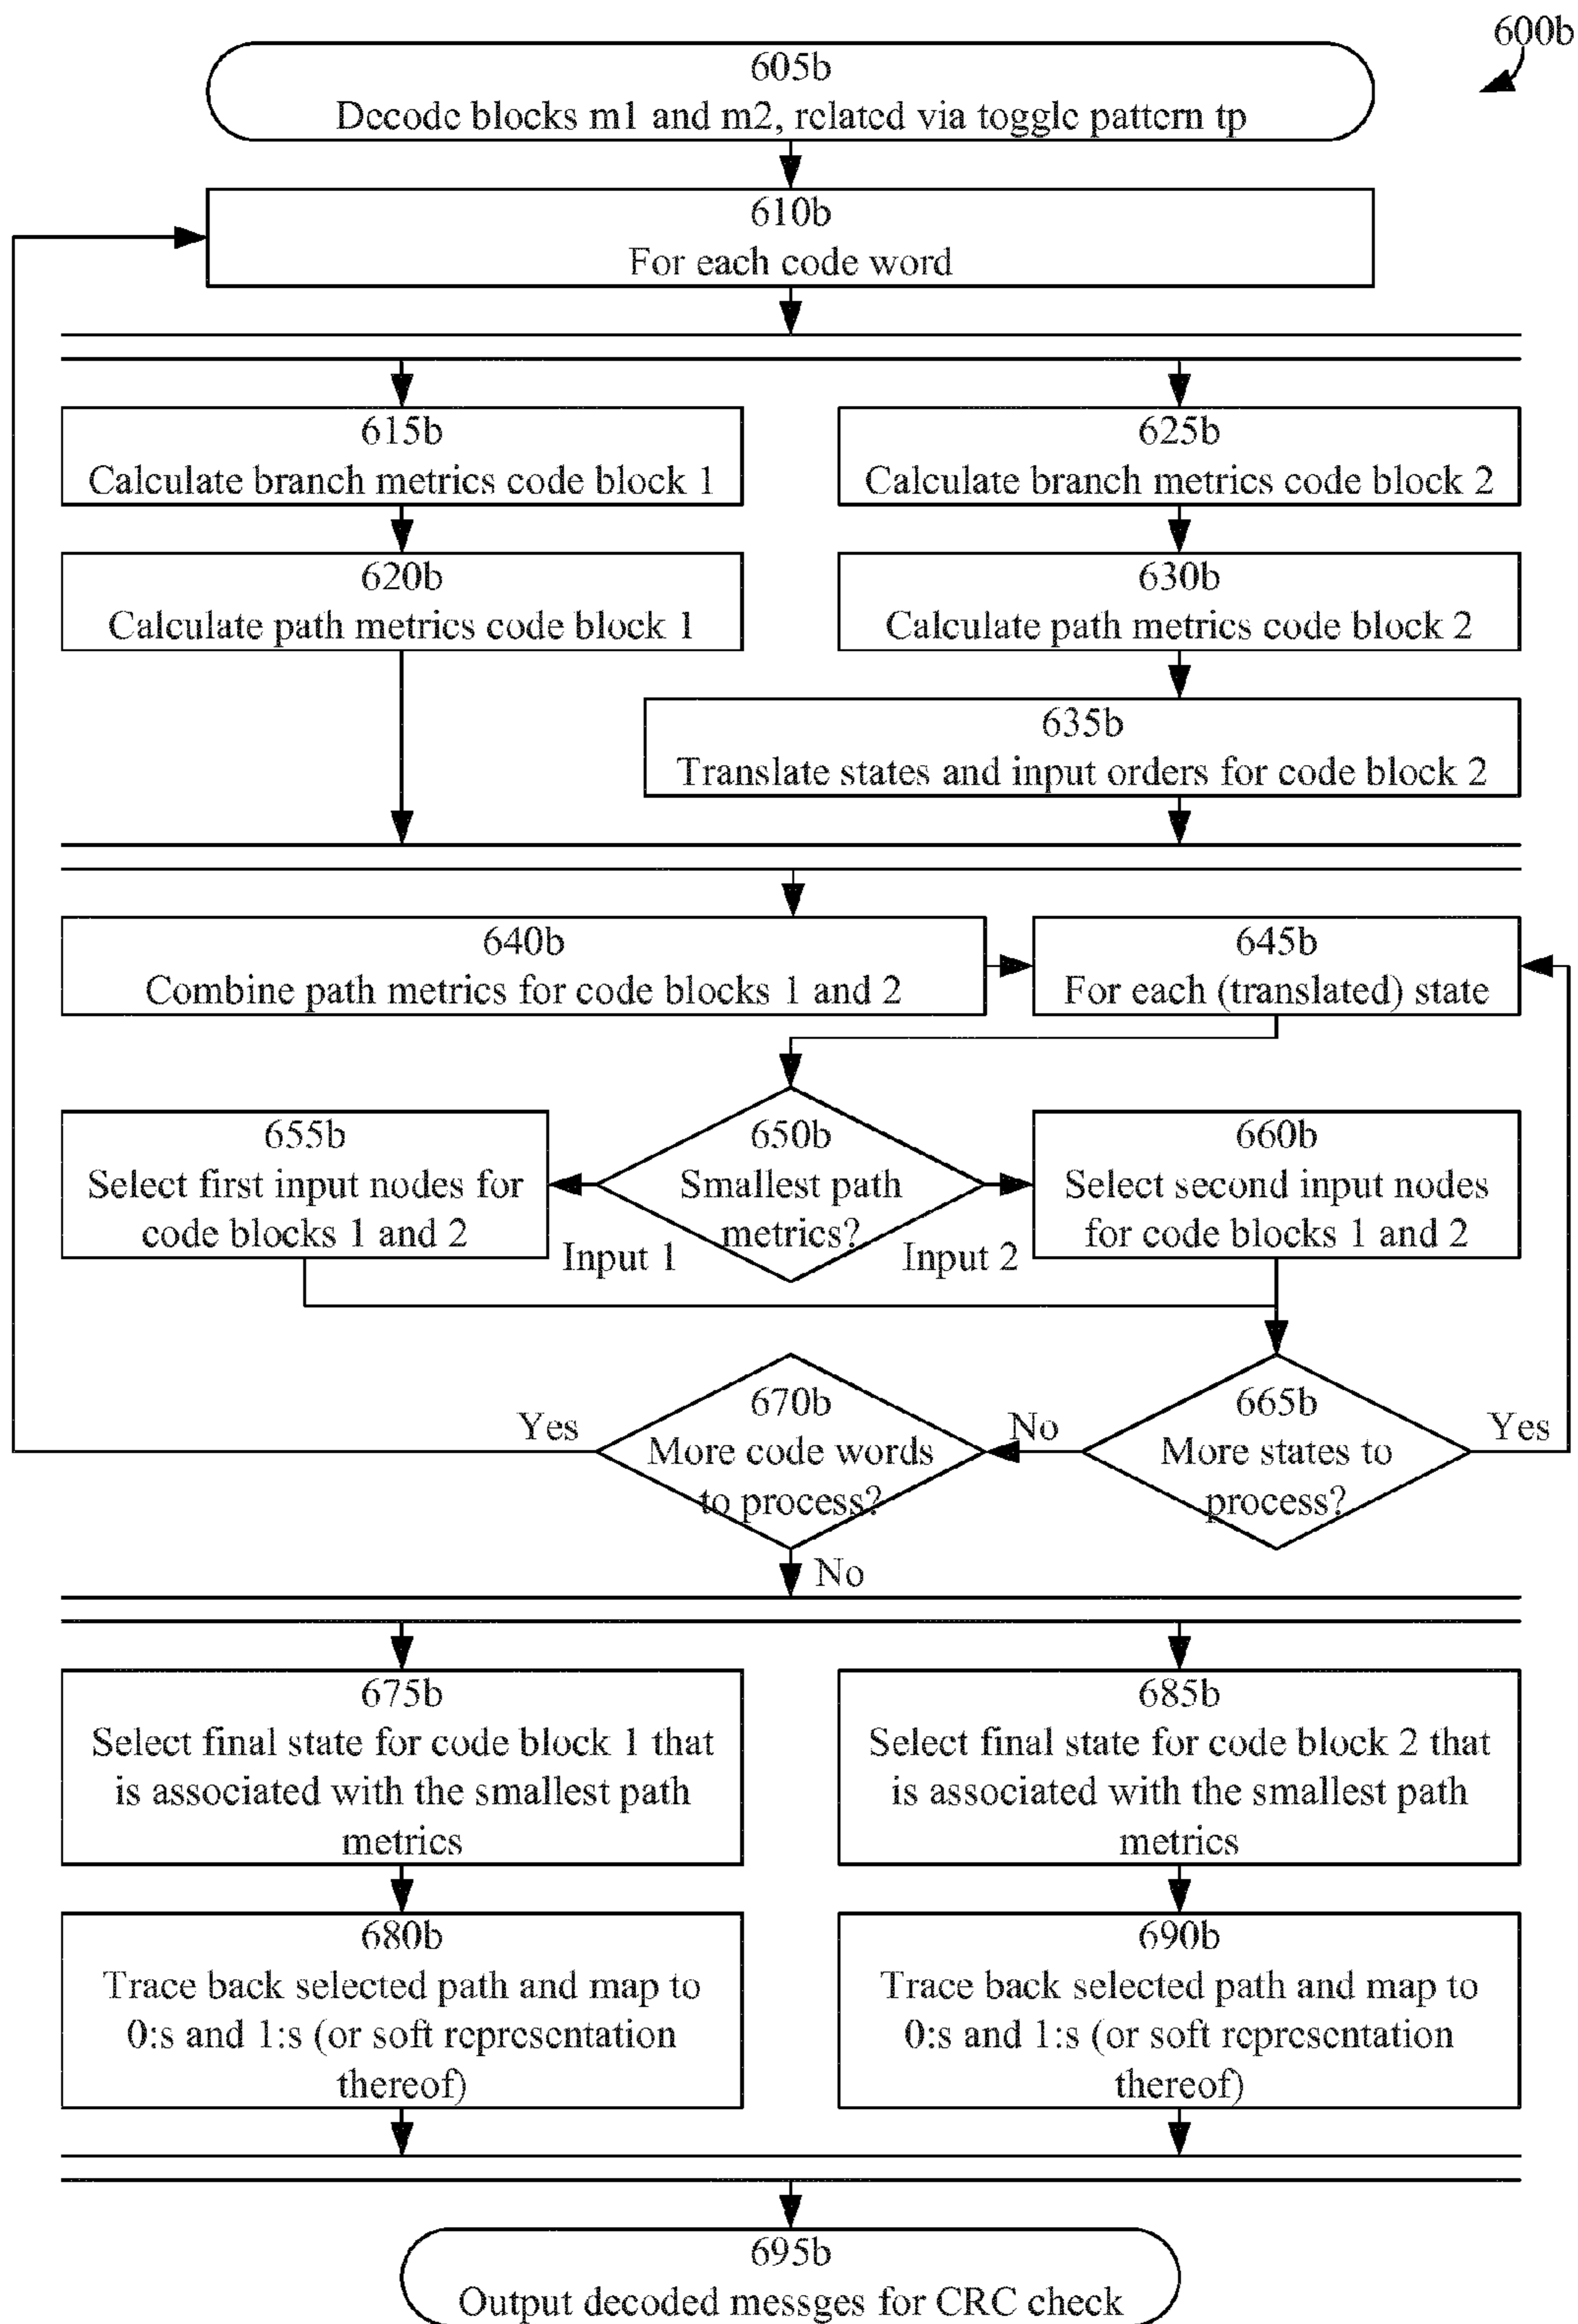 600b
605b
Decode blocks m1 and m2, related via toggle pattern tp
610b
For each code word
615b
Calculate branch metrics code block 1
625b
Calculate branch metrics code block 2
620b
Calculate path metrics code block 1
630b
Calculate path metrics code block 2
635b
Translate states and input orders for code block 2
640b
Combine path metrics for code blocks 1 and 2
645b
For each (translated) state
655b
Select first input nodes for
code blocks 1 and 2
650b
Smallest path
metrics?
Input 1
Input 2
660b
Select second input nodes
for code blocks 1 and 2
665b
More states to
process?
Yes
No
670b
More code words
to process?
Yes
No
675b
Select final state for code block 1 that
is associated with the smallest path
metrics
685b
Select final state for code block 2 that
is associated with the smallest path
metrics
680b
Trace back selected path and map to
0:s and 1:s (or soft representation
thereof)
690b
Trace back selected path and map to
0:s and 1:s (or soft representation
thereof)
695b
Output decoded messges for CRC check